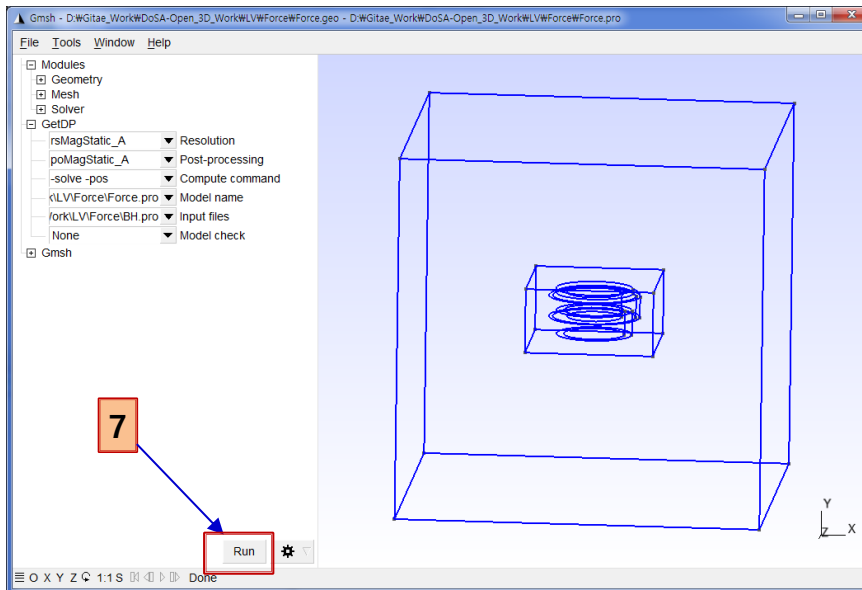 Gmsh - D:₩Gitae_Work₩DoSA-Open_3D_Work₩LV₩Force₩Force.geo - D:₩Gitae_Work₩DoSA-Open_3D_Work₩LV₩Force₩Force.pro
File Tools Window Help
Modules
Geometry
Mesh
Solver
GetDP
rsMagStatic_A Resolution
poMagStatic_A Post-processing
-solve -pos Compute command
k\LV\Force\Force.pro Model name
/ork\LV\Force\BH.pro Input files
None Model check
Gmsh
7
Y
Z X
Run
O X Y Z 1:1 S Done